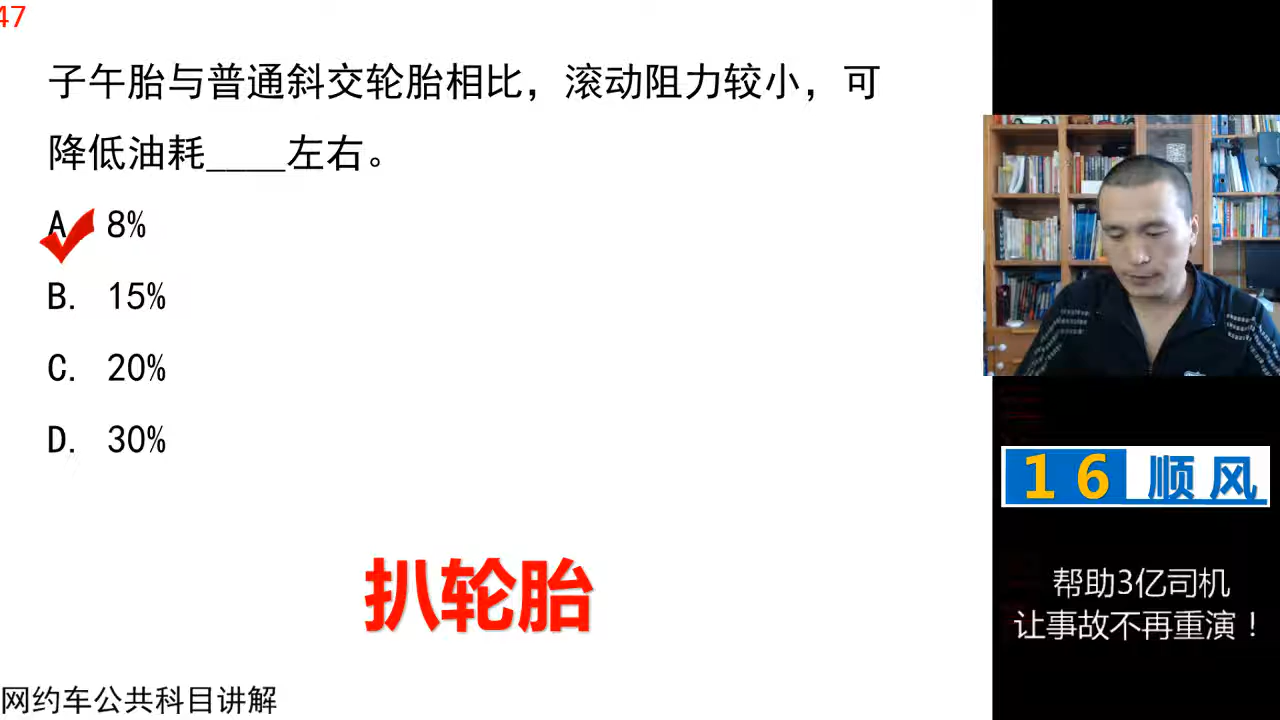 47
子午胎与普通斜交轮胎相比，滚动阻力较小，可
降低油耗____左右。
A. 8%
B. 15%
C. 20%
D. 30%
扒轮胎
网约车公共科目讲解
16 顺风
帮助3亿司机
让事故不再重演！